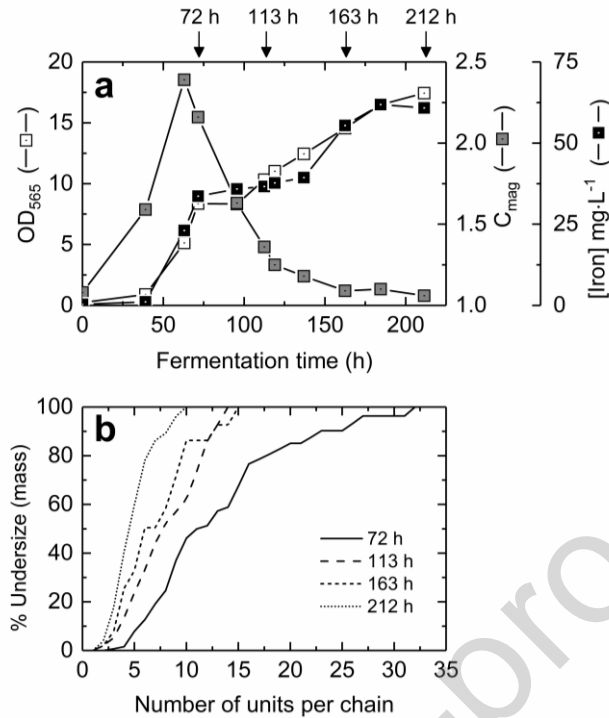 72 h 113 h 163 h 212 h
a
20
15
10
5
0
OD565 (—□—)
2.5
2.0
1.5
1.0
Cmag (—■—)
75
50
25
0
[Iron] mg·L-1 (—■—)
0 50 100 150 200
Fermentation time (h)
b
100
80
60
40
20
0
% Undersize (mass)
72 h
113 h
163 h
212 h
0 5 10 15 20 25 30 35
Number of units per chain